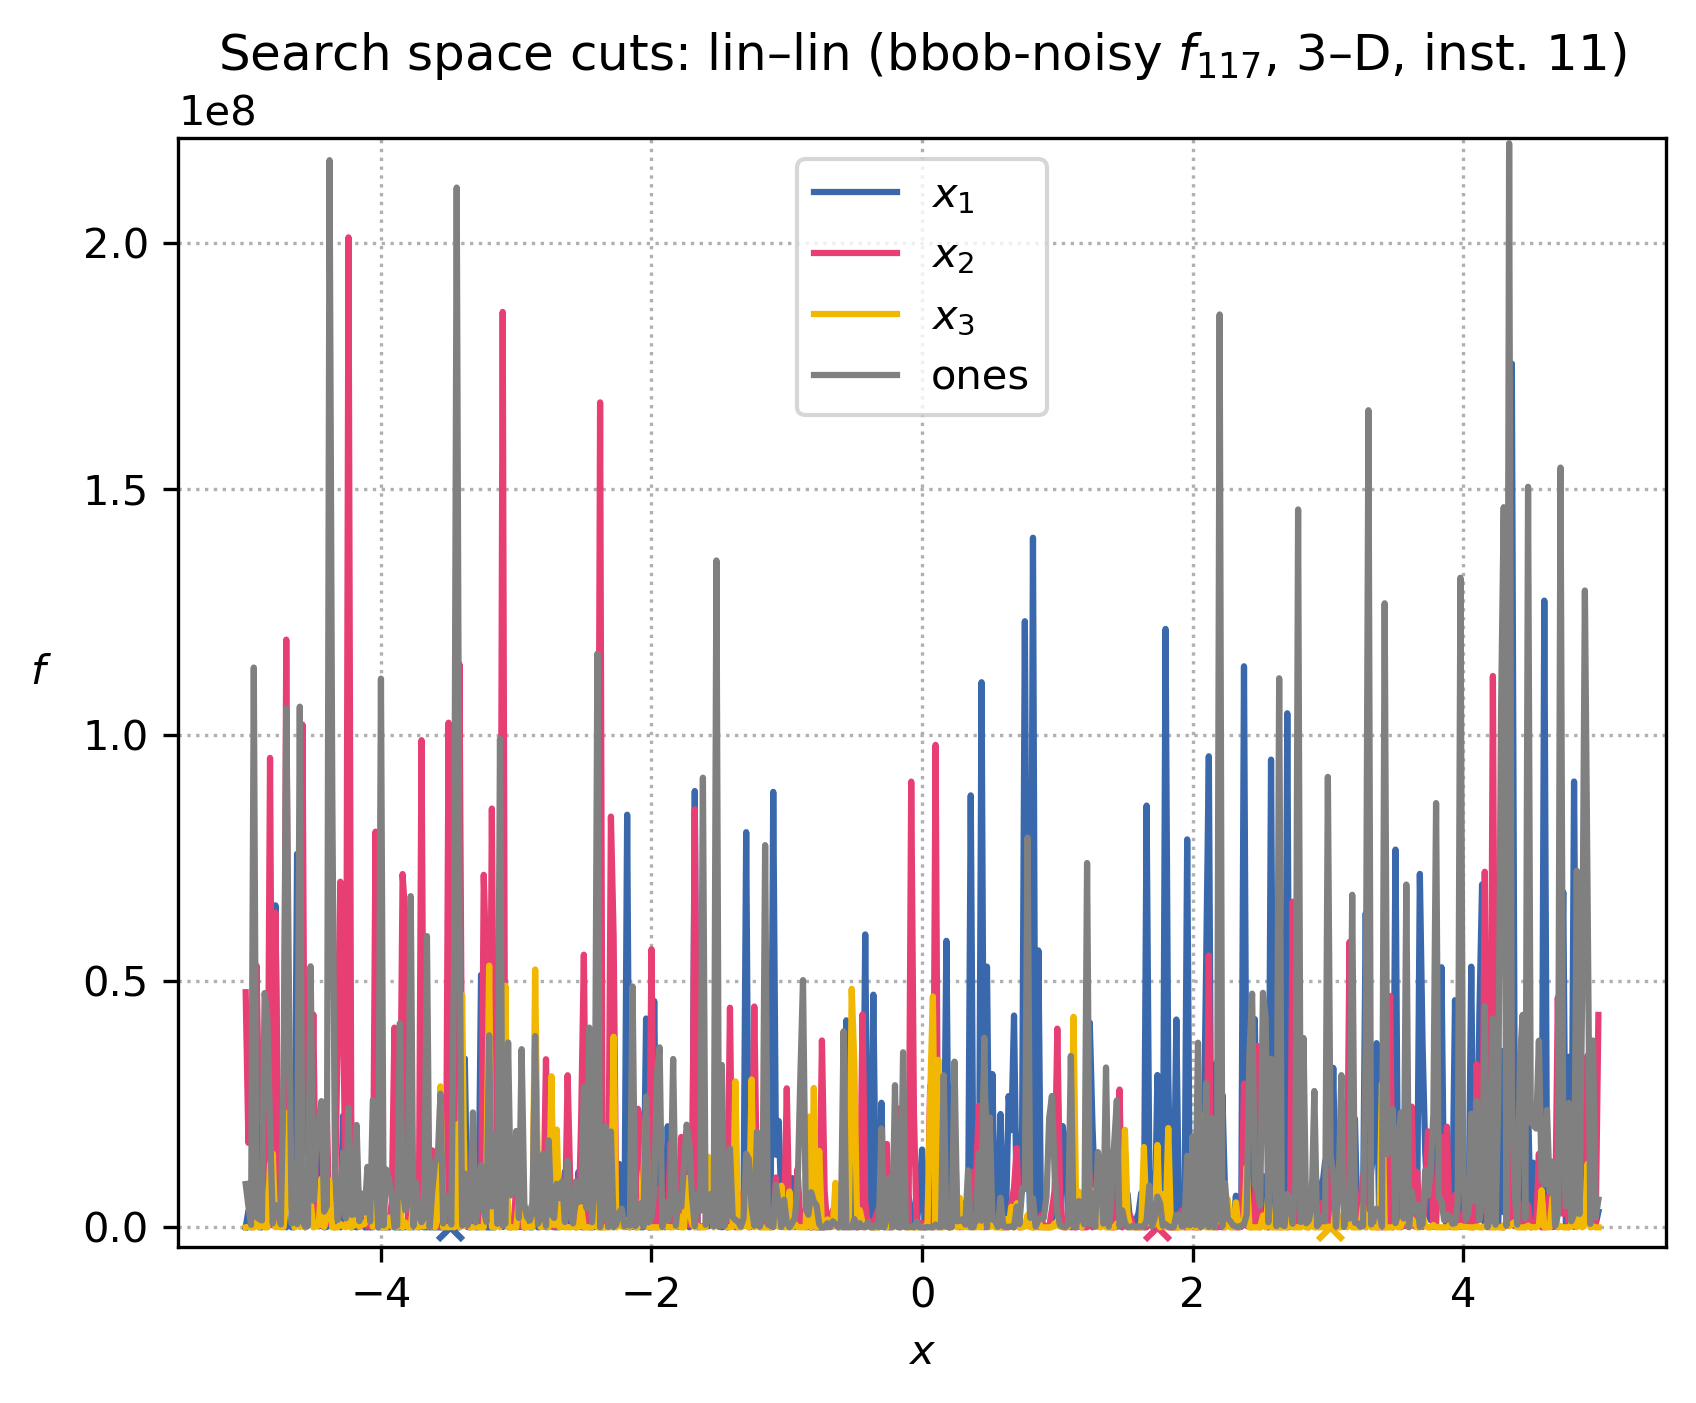 Search space cuts: lin–lin (bbob-noisy f₁₁₇, 3–D, inst. 11)
1e8
x₁
x₂
x₃
ones
2.0
1.5
1.0
0.5
0.0
f
−4
−2
0
2
4
x